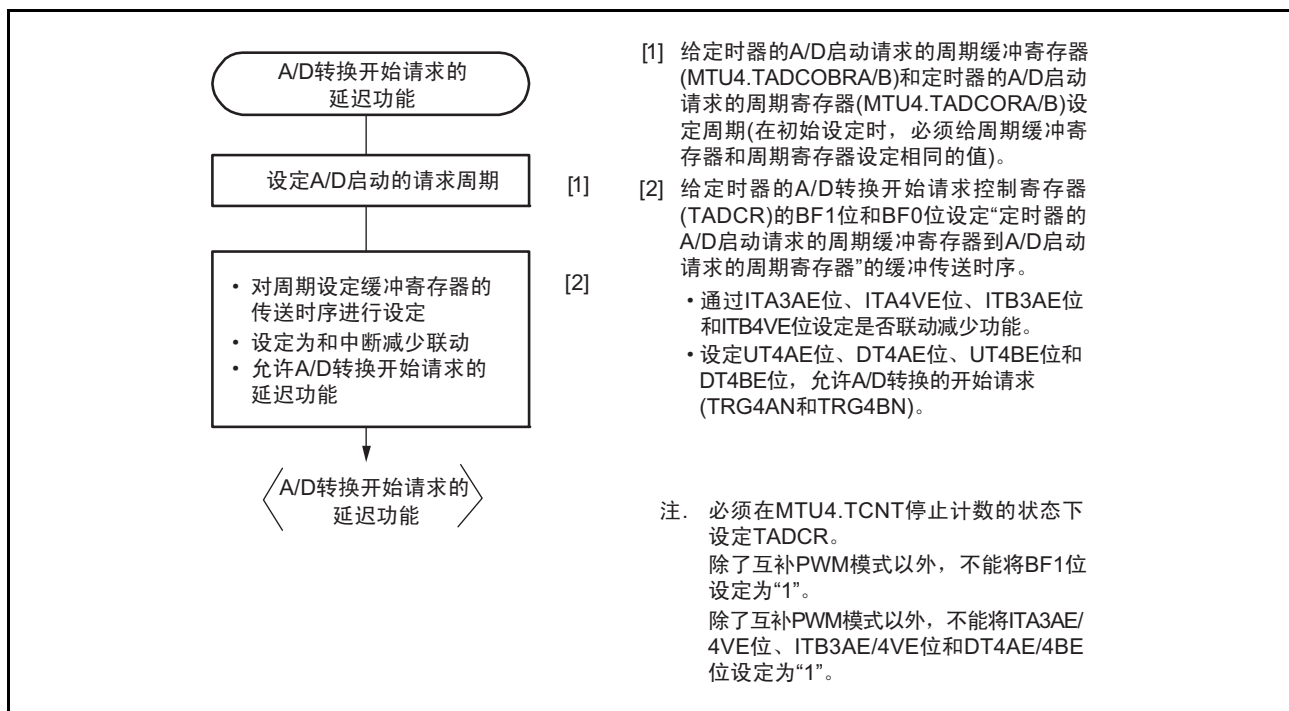 A/D转换开始请求的
延迟功能
设定A/D启动的请求周期
[1]
• 对周期设定缓冲寄存器的
传送时序进行设定
• 设定为和中断减少联动
• 允许A/D转换开始请求的
延迟功能
[2]
A/D转换开始请求的
延迟功能
[1] 给定时器的A/D启动请求的周期缓冲寄存器
(MTU4.TADCOBRA/B)和定时器的A/D启动
请求的周期寄存器(MTU4.TADCORA/B)设
定周期(在初始设定时，必须给周期缓冲寄
存器和周期寄存器设定相同的值)。
[2] 给定时器的A/D转换开始请求控制寄存器
(TADCR)的BF1位和BF0位设定“定时器的
A/D启动请求的周期缓冲寄存器到A/D启动
请求的周期寄存器”的缓冲传送时序。
• 通过ITA3AE位、ITA4VE位、ITB3AE位
和ITB4VE位设定是否联动减少功能。
• 设定UT4AE位、DT4AE位、UT4BE位和
DT4BE位，允许A/D转换的开始请求
(TRG4AN和TRG4BN)。
注. 必须在MTU4.TCNT停止计数的状态下
设定TADCR。
除了互补PWM模式以外，不能将BF1位
设定为“1”。
除了互补PWM模式以外，不能将ITA3AE/
4VE位、ITB3AE/4VE位和DT4AE/4BE
位设定为“1”。